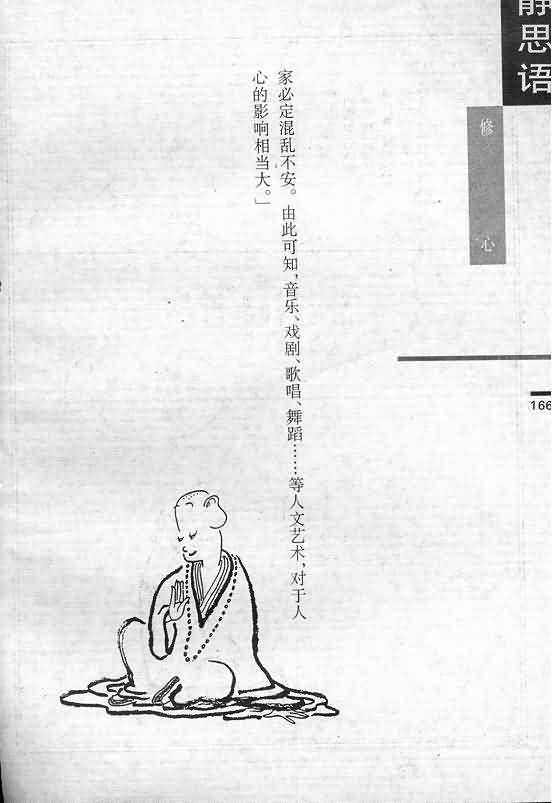 静思语
修心
家必定混乱不安。由此可知，音乐、戏剧、歌唱、舞蹈……等人文艺术，对于人
心的影响相当大。」
166